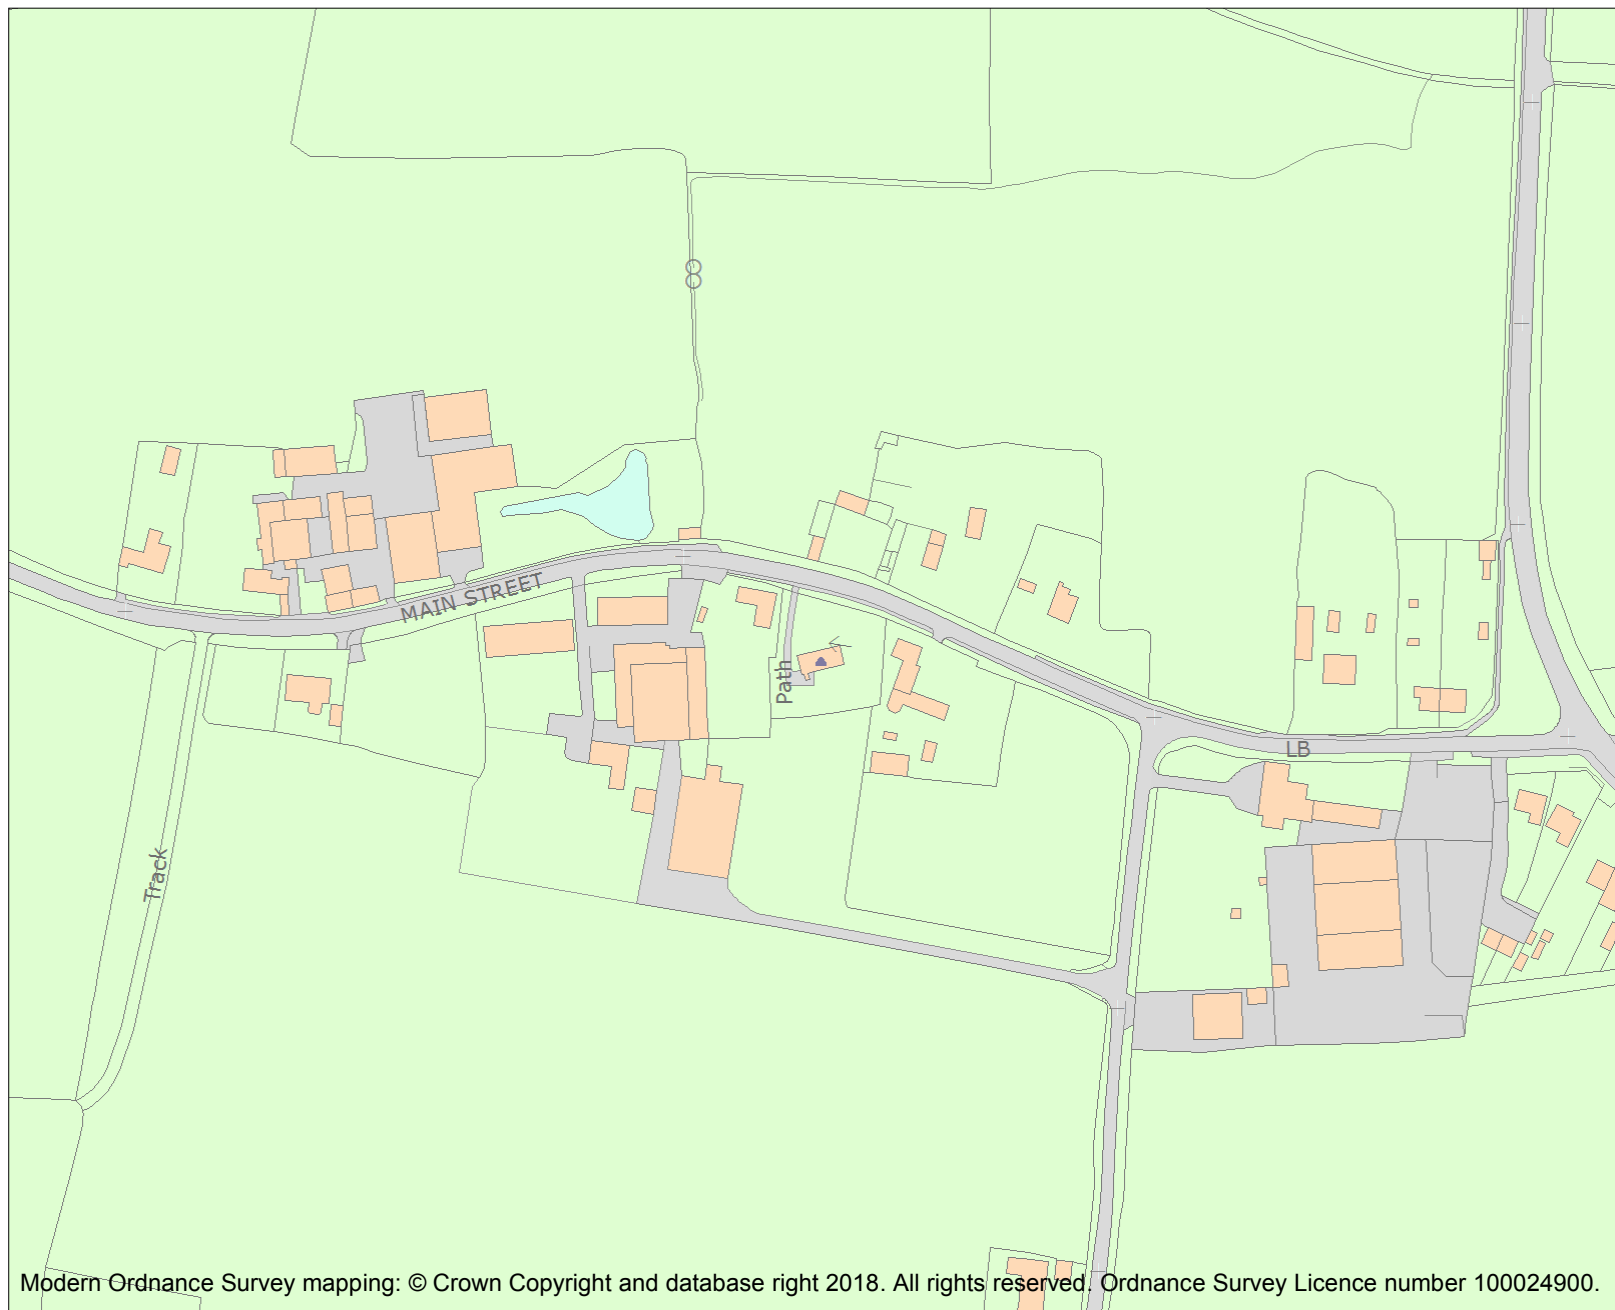 MAIN STREET
Path
LB
Track
Modern Ordnance Survey mapping: © Crown Copyright and database right 2018. All rights reserved. Ordnance Survey Licence number 100024900.